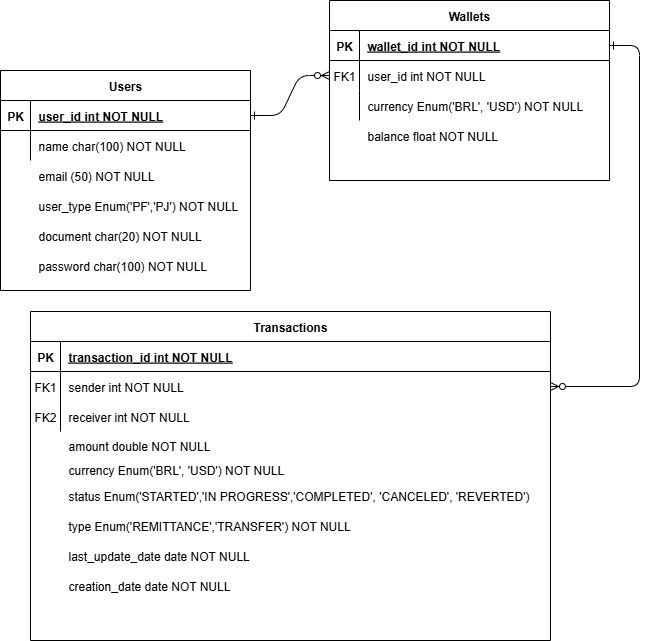 Wallets
PK wallet_id int NOT NULL
FK1 user_id int NOT NULL
currency Enum('BRL', 'USD') NOT NULL
balance float NOT NULL
Users
PK user_id int NOT NULL
name char(100) NOT NULL
email (50) NOT NULL
user_type Enum('PF','PJ') NOT NULL
document char(20) NOT NULL
password char(100) NOT NULL
Transactions
PK transaction_id int NOT NULL
FK1 sender int NOT NULL
FK2 receiver int NOT NULL
amount double NOT NULL
currency Enum('BRL', 'USD') NOT NULL
status Enum('STARTED','IN PROGRESS','COMPLETED', 'CANCELED', 'REVERTED')
type Enum('REMITTANCE','TRANSFER') NOT NULL
last_update_date date NOT NULL
creation_date date NOT NULL